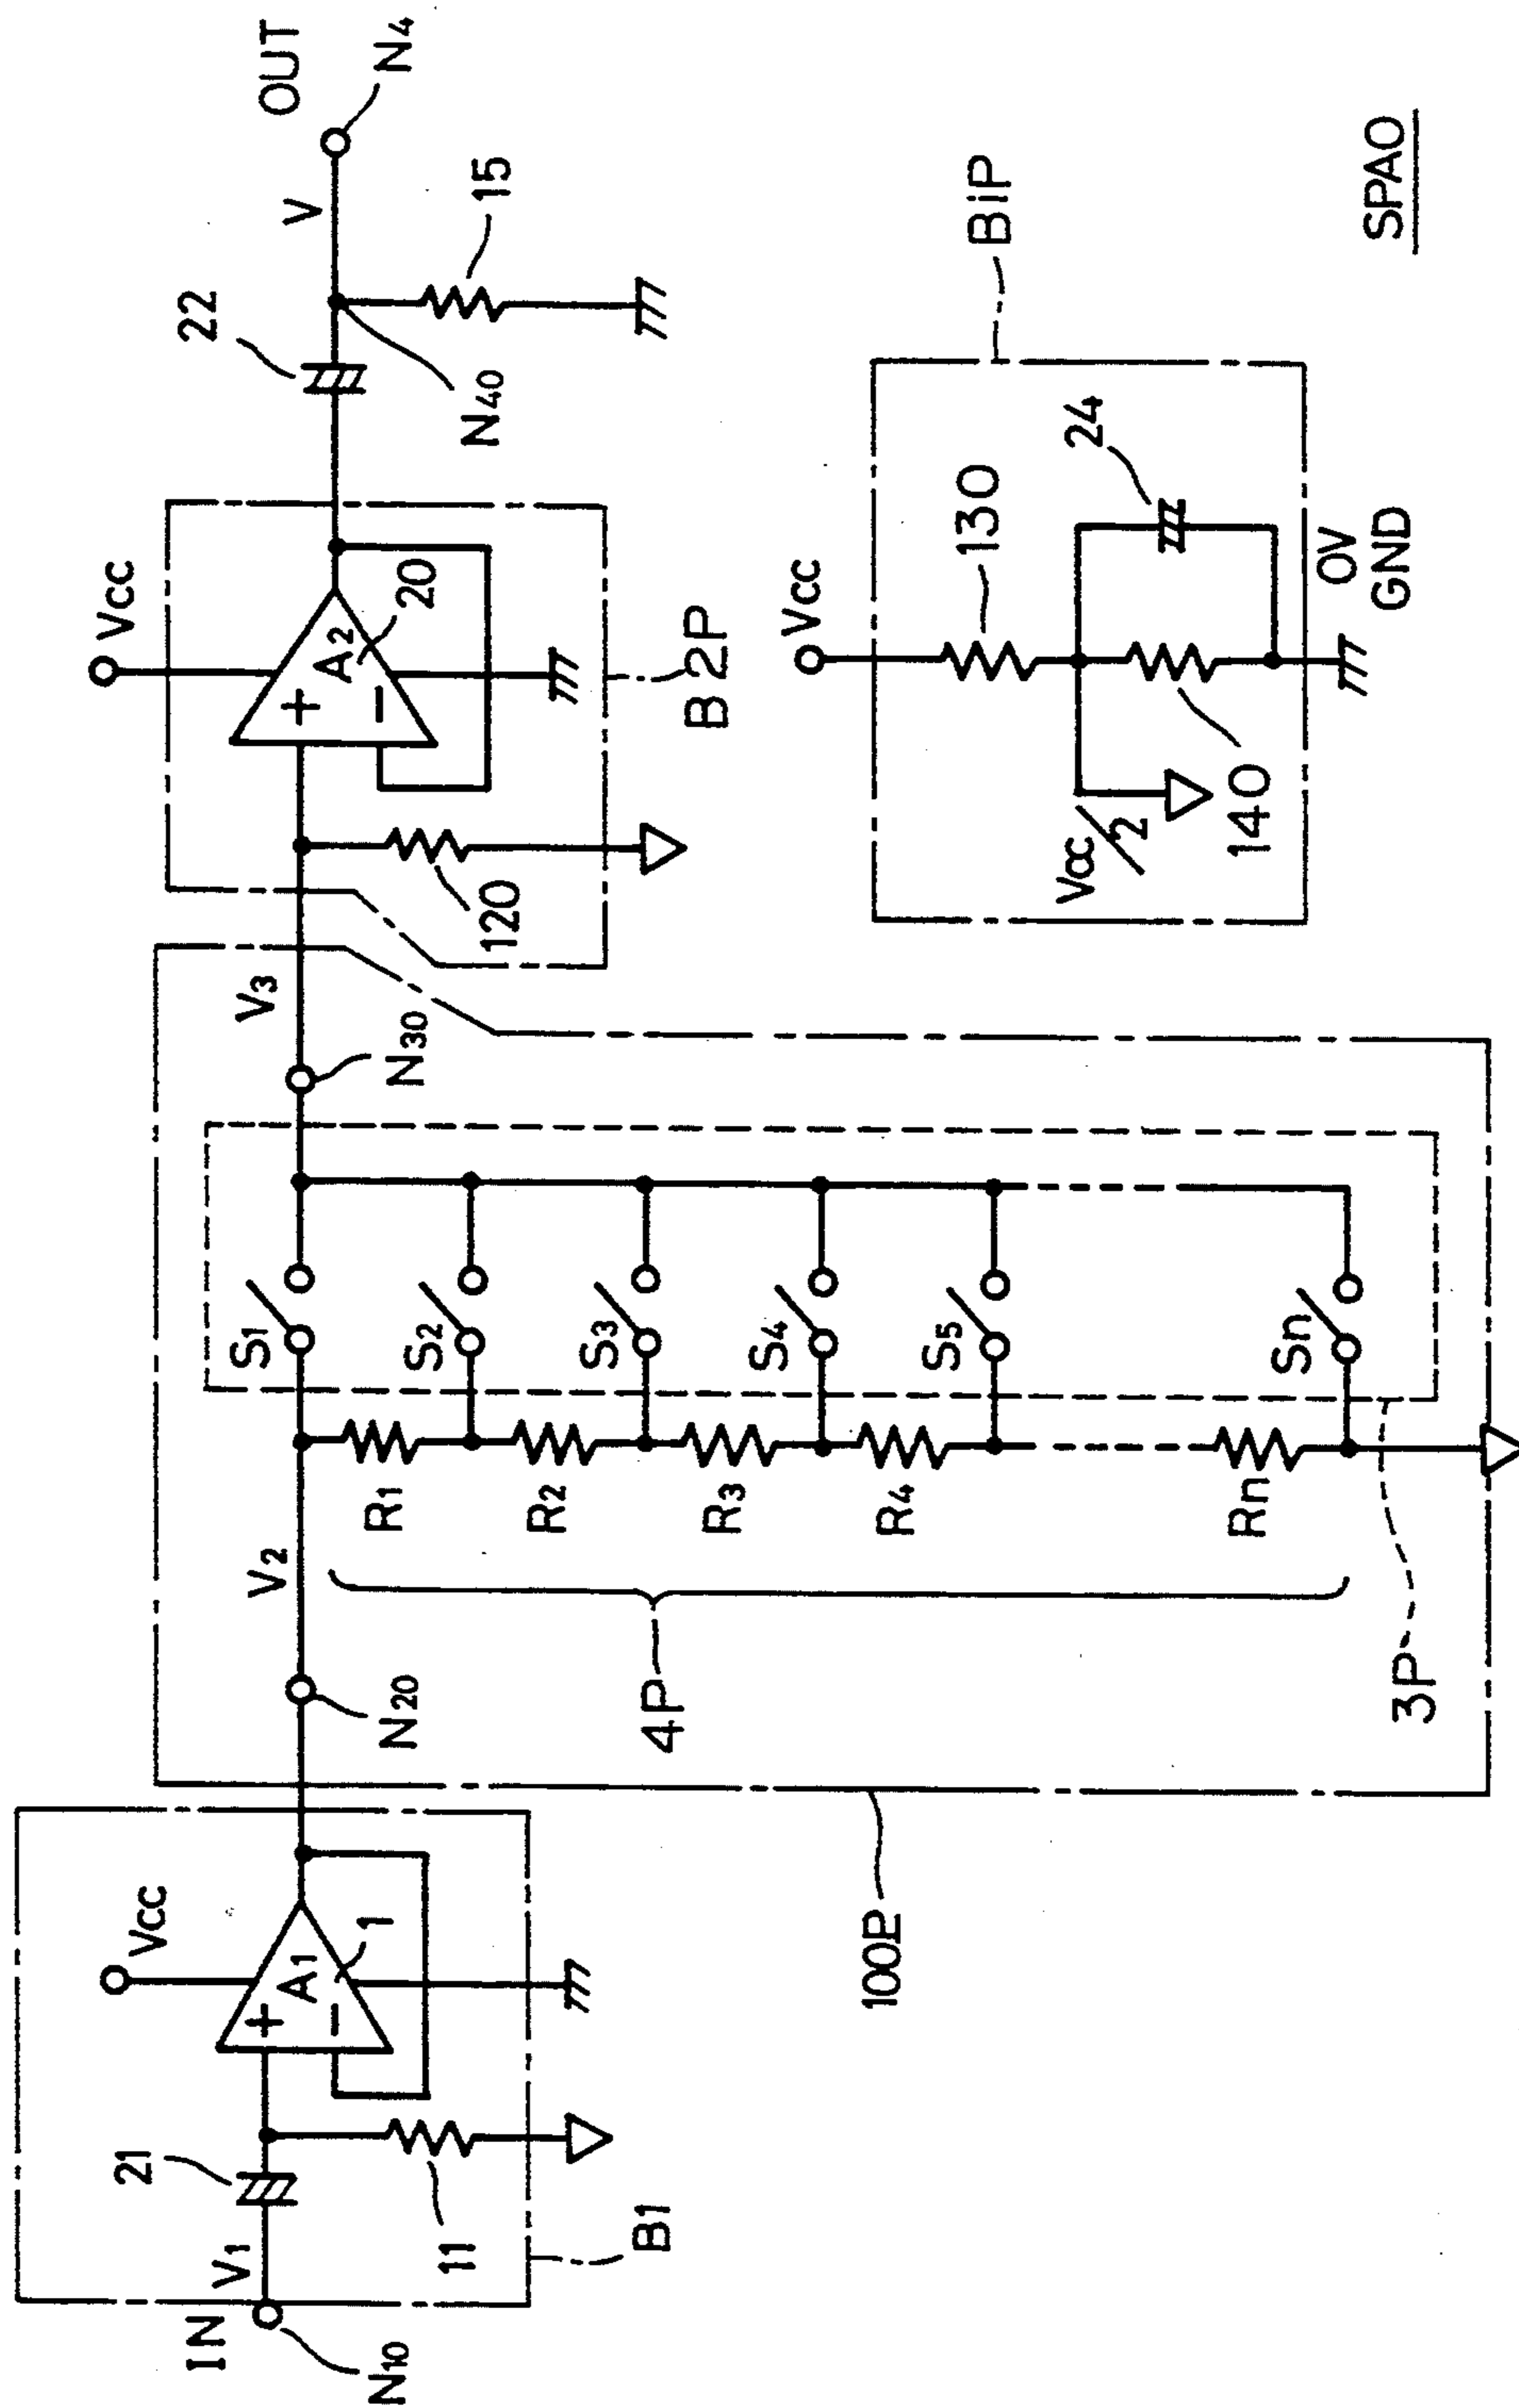 IN
N10
V1
21
11
B1
Vcc
A1
1
+
−
N20
V2
100P
4P
3P
R1
R2
R3
R4
Rn
S1
S2
S3
S4
S5
Sn
N30
V3
120
Vcc
A2
20
+
−
B2P
22
N40
V
15
OUT
N4
BiP
Vcc
130
Vcc/2
140
24
0V
GND
SPA0